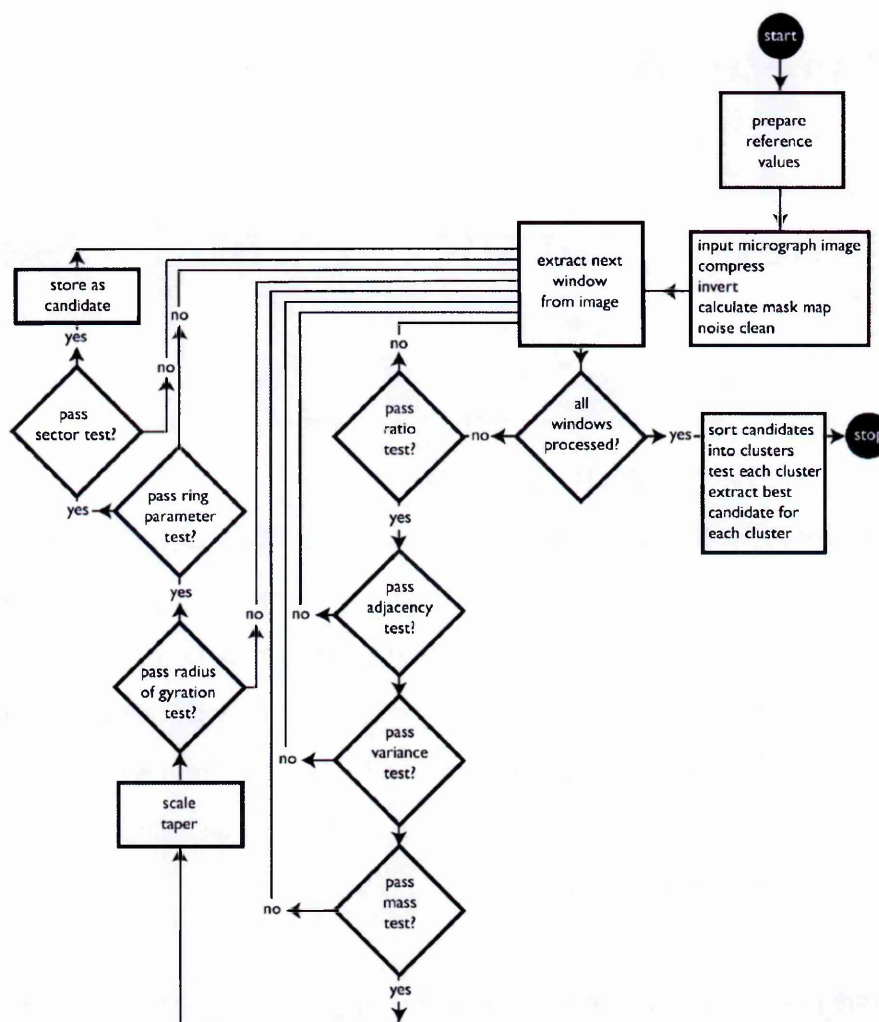 start
prepare
reference
values
input micrograph image
compress
invert
calculate mask map
noise clean
extract next
window
from image
store as
candidate
yes
no
no
pass
sector test?
no
pass
ratio
test?
no
all
windows
processed?
yes
sort candidates
into clusters
test each cluster
extract best
candidate for
each cluster
stop
yes
pass ring
parameter
test?
yes
yes
pass
adjacency
test?
no
no
pass radius
of gyration
test?
pass
variance
test?
no
scale
taper
pass
mass
test?
no
yes